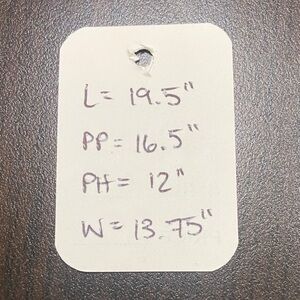 L = 19.5"
PP = 16.5"
PH = 12"
W = 13.75"